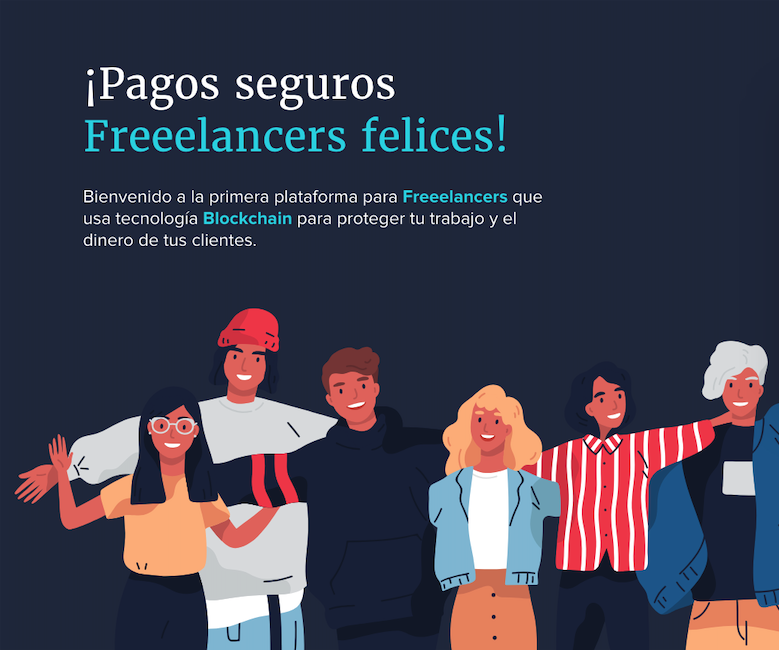 ¡Pagos seguros
Freeelancers felices!
Bienvenido a la primera plataforma para Freeelancers que
usa tecnología Blockchain para proteger tu trabajo y el
dinero de tus clientes.